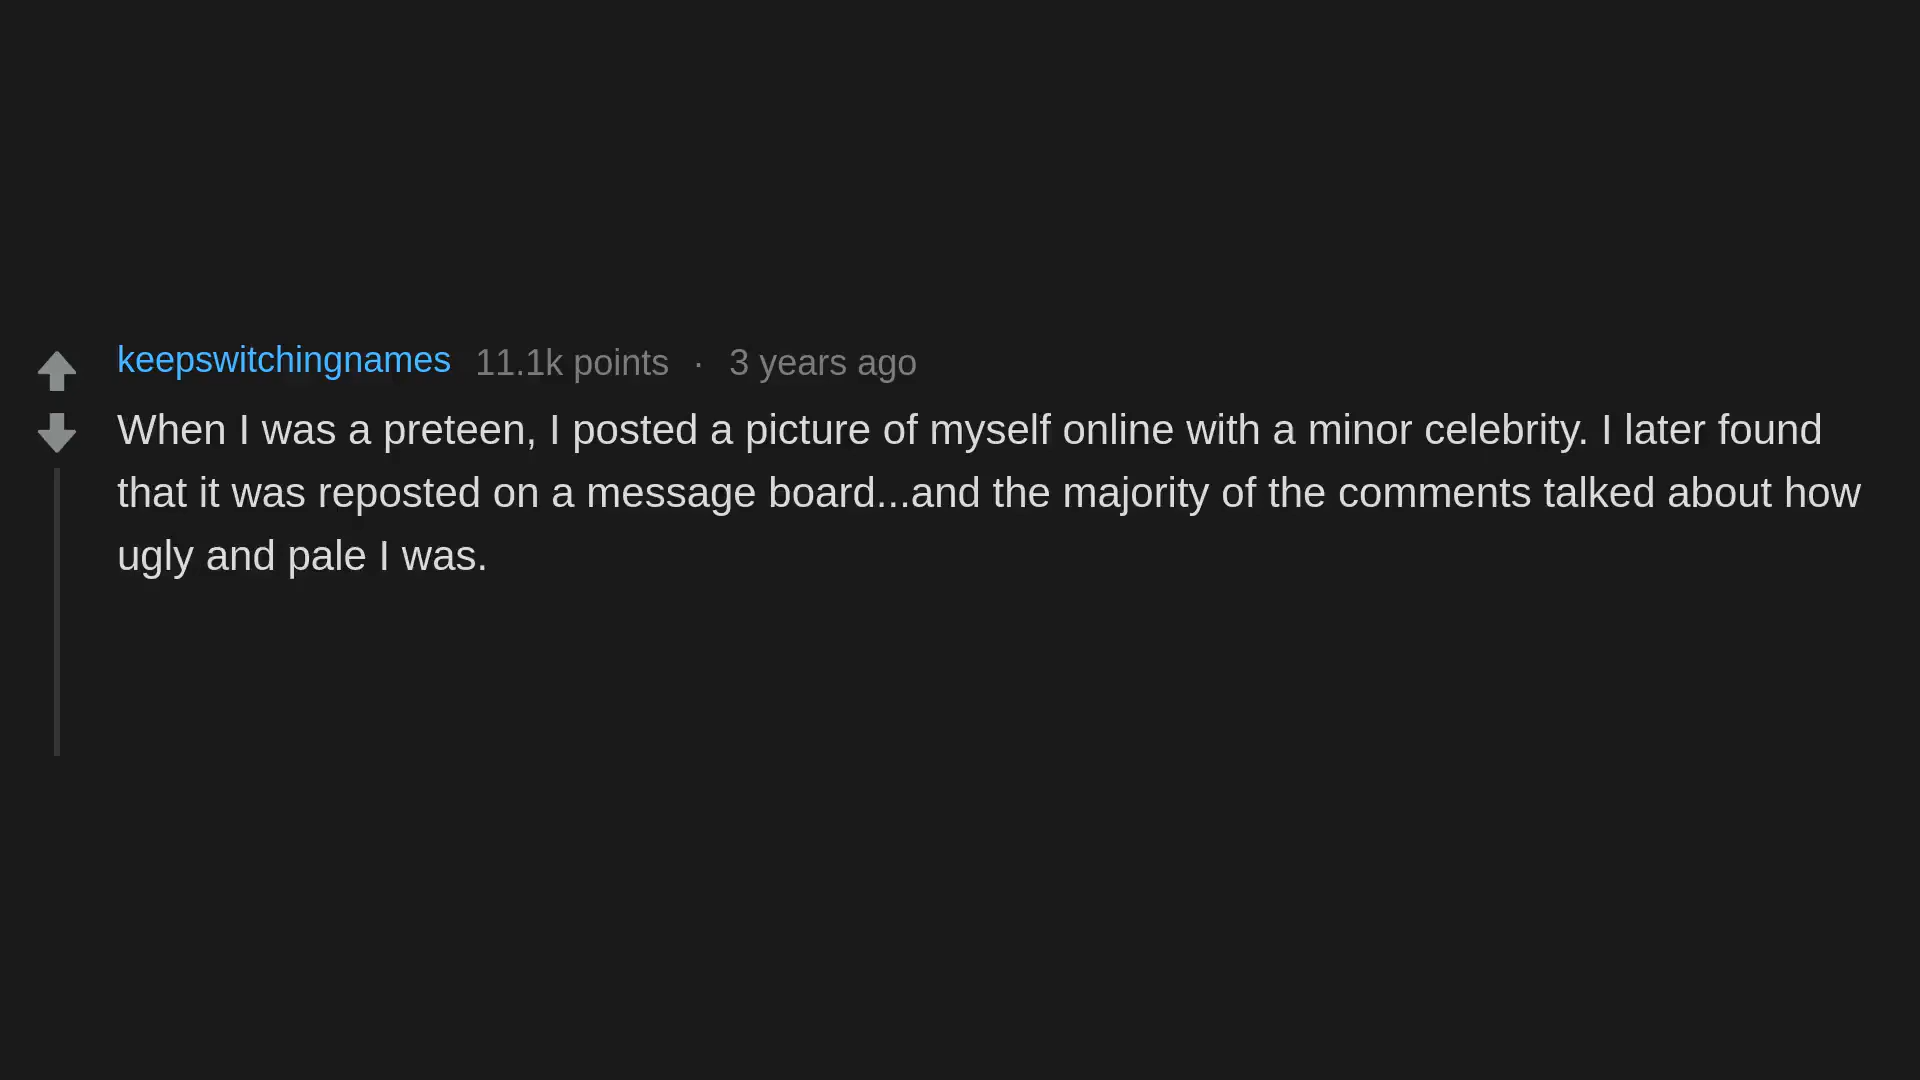 keepswitchingnames 11.1k points · 3 years ago
When I was a preteen, I posted a picture of myself online with a minor celebrity. I later found
that it was reposted on a message board...and the majority of the comments talked about how
ugly and pale I was.